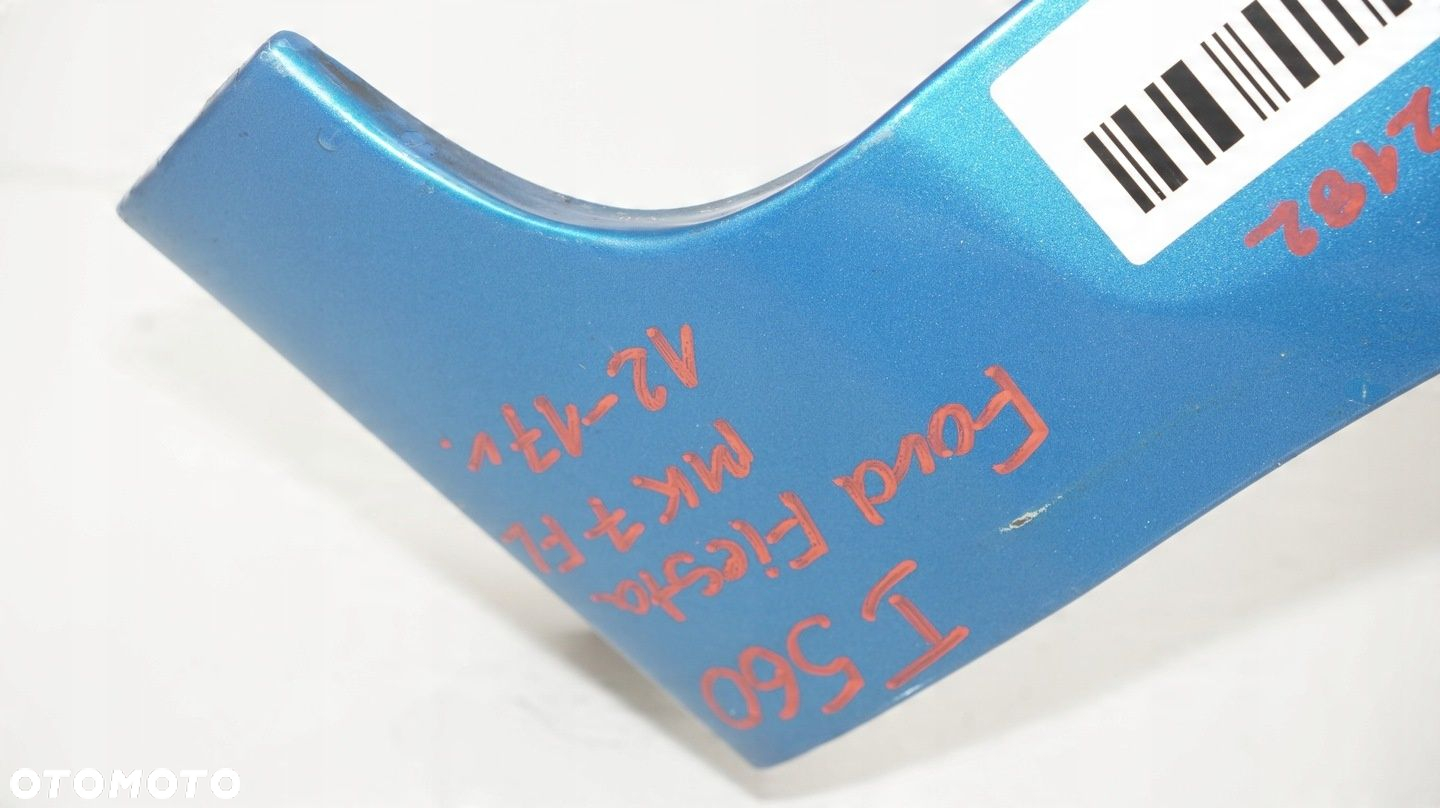 2182
I 560
Ford Fiesta
MK7 FL
12-17r.
OTOMOTO